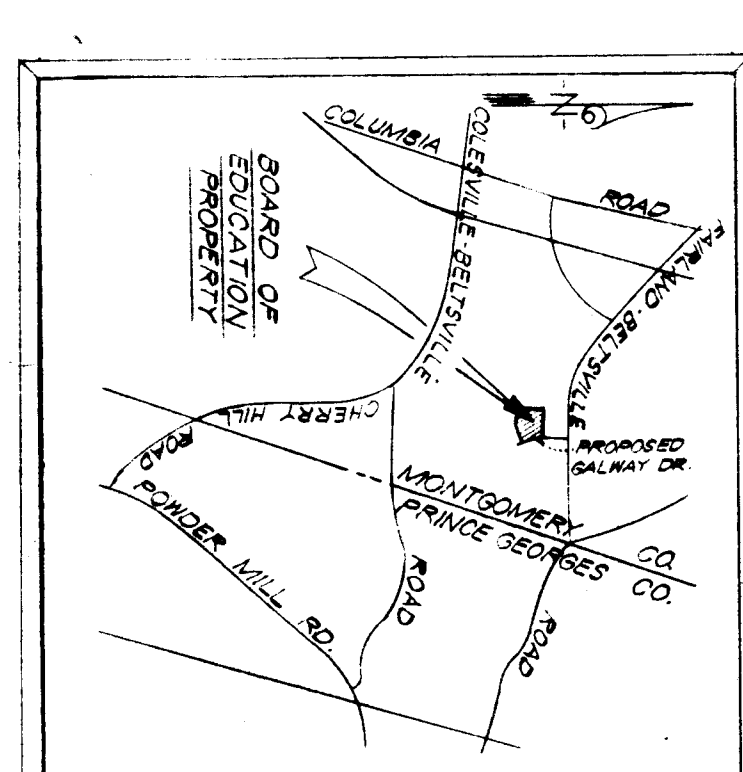 N
COLUMBIA
ROAD
COLESVILLE-BELTSVILLE
FAIRLAND-BELTSVILLE
BOARD OF
EDUCATION
PROPERTY
CHERRY HILL
ROAD
PROPOSED
GALWAY DR.
MONTGOMERY CO.
PRINCE GEORGES CO.
POWDER MILL RD.
ROAD
ROAD